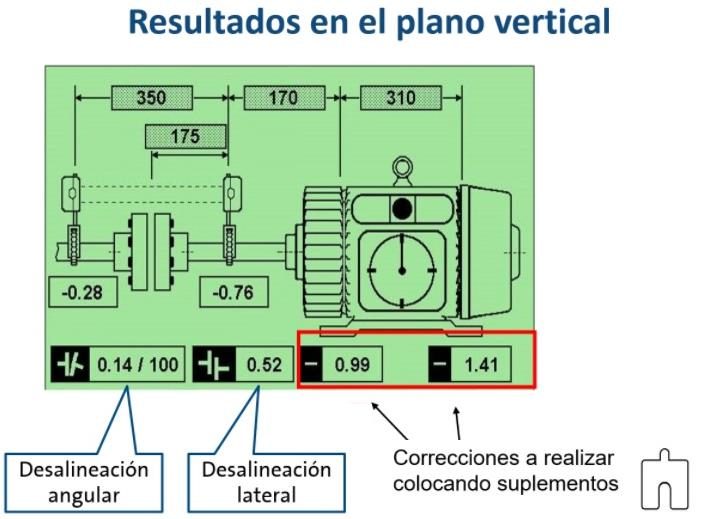 Resultados en el plano vertical
350
170
310
175
-0.28
-0.76
0.14 / 100
0.52
− 0.99
− 1.41
Desalineación
angular
Desalineación
lateral
Correcciones a realizar
colocando suplementos